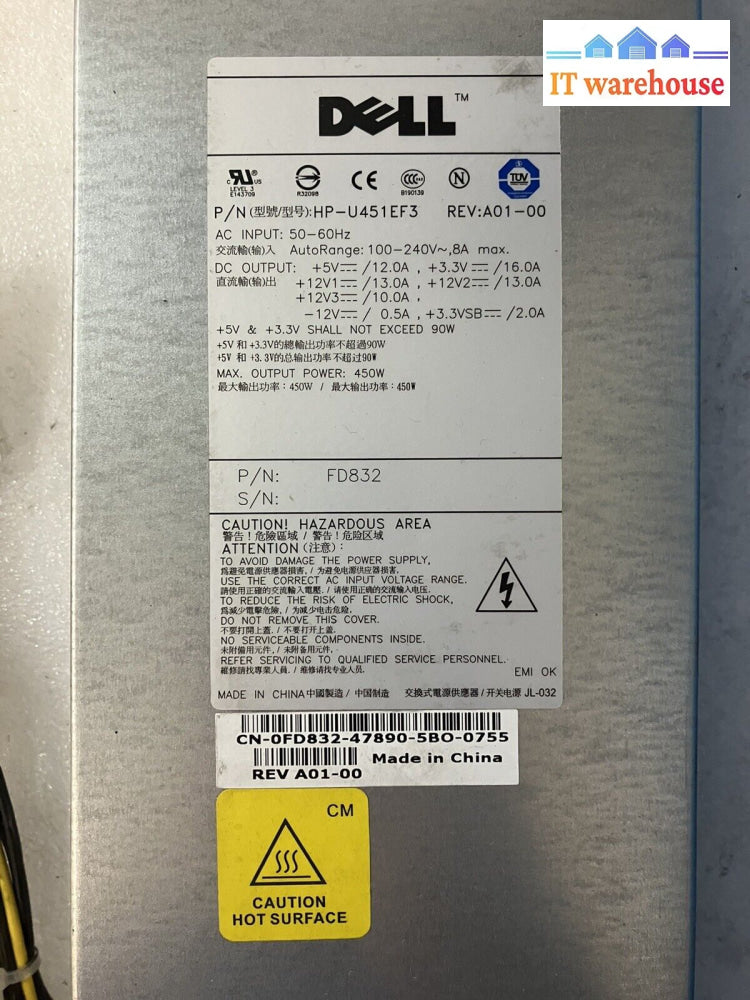 IT warehouse
DELL™
c RU® us
LEVEL 3
E143709
R32098
CE
CCC
B190139
N
TÜV
P/N(型號/型号):HP-U451EF3 REV:A01-00
AC INPUT: 50-60Hz
交流輸(输)入 AutoRange: 100-240V~,8A max.
DC OUTPUT: +5V⎓/12.0A , +3.3V⎓/16.0A
直流輸(输)出 +12V1⎓/13.0A , +12V2⎓/13.0A
+12V3⎓/10.0A ,
-12V⎓/ 0.5A , +3.3VSB⎓/2.0A
+5V & +3.3V SHALL NOT EXCEED 90W
+5V 和 +3.3V的總輸出功率不超過90W
+5V 和 +3.3V的总输出功率不超过90W
MAX. OUTPUT POWER: 450W
最大輸出功率：450W / 最大输出功率：450W
P/N: FD832
S/N:
CAUTION! HAZARDOUS AREA
警告！危險區域 / 警告！危险区域
ATTENTION (注意) :
TO AVOID DAMAGE THE POWER SUPPLY,
爲避免電源供應器損害, / 为避免电源供应器损害.
USE THE CORRECT AC INPUT VOLTAGE RANGE.
請使用正確的交流輸入電壓. / 请使用正确的交流输入电压.
TO REDUCE THE RISK OF ELECTRIC SHOCK,
爲减少電擊危險, / 为减少电击危险,
DO NOT REMOVE THIS COVER.
不要打開上蓋. / 不要打开上盖.
NO SERVICEABLE COMPONENTS INSIDE.
未附備用元件, / 未附备用元件,
REFER SERVICING TO QUALIFIED SERVICE PERSONNEL.
維修請找專業人員. / 维修请找专业人员.
EMI OK
MADE IN CHINA 中國製造 / 中国制造 交換式電源供應器 / 开关电源 JL-032
CN-0FD832-47890-5BO-0755
Made in China
REV A01-00
CM
CAUTION
HOT SURFACE